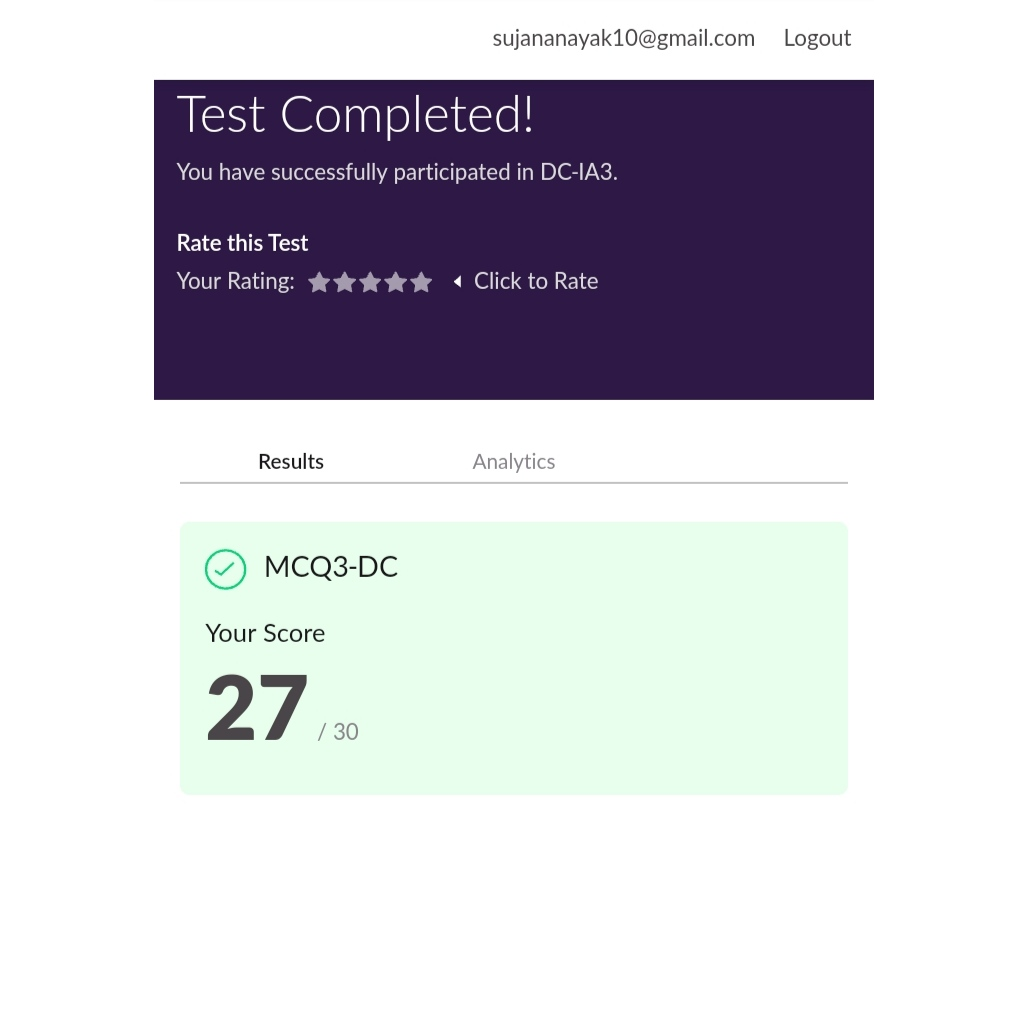 sujananayak10@gmail.com Logout
Test Completed!
You have successfully participated in DC-IA3.
Rate this Test
Your Rating: Click to Rate
Results Analytics
MCQ3-DC
Your Score
27 / 30